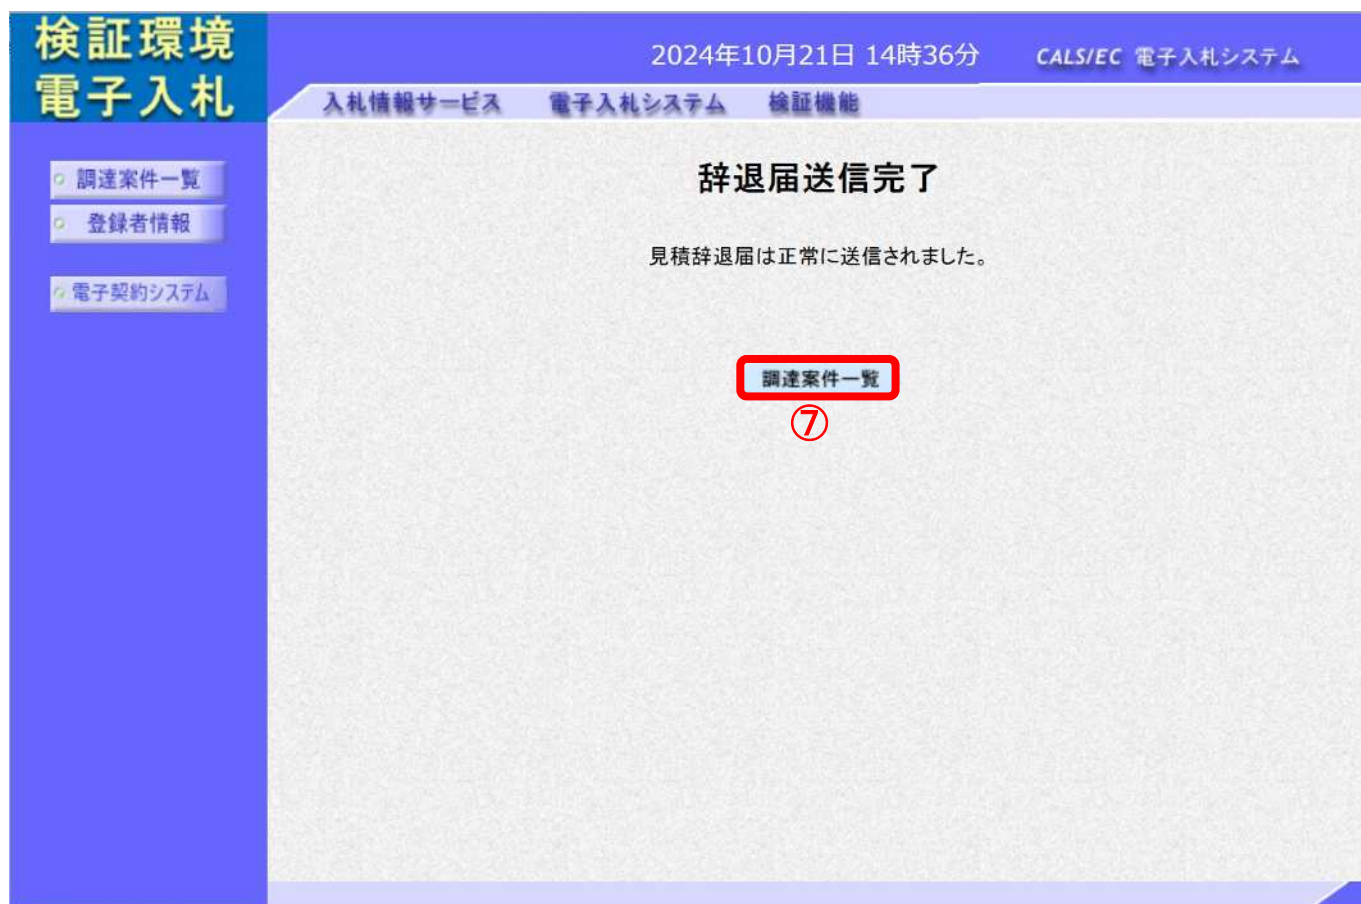 検証環境
電子入札
2024年10月21日 14時36分
CALS/EC 電子入札システム
入札情報サービス 電子入札システム 検証機能
調達案件一覧
登録者情報
電子契約システム
辞退届送信完了
見積辞退届は正常に送信されました。
調達案件一覧
⑦